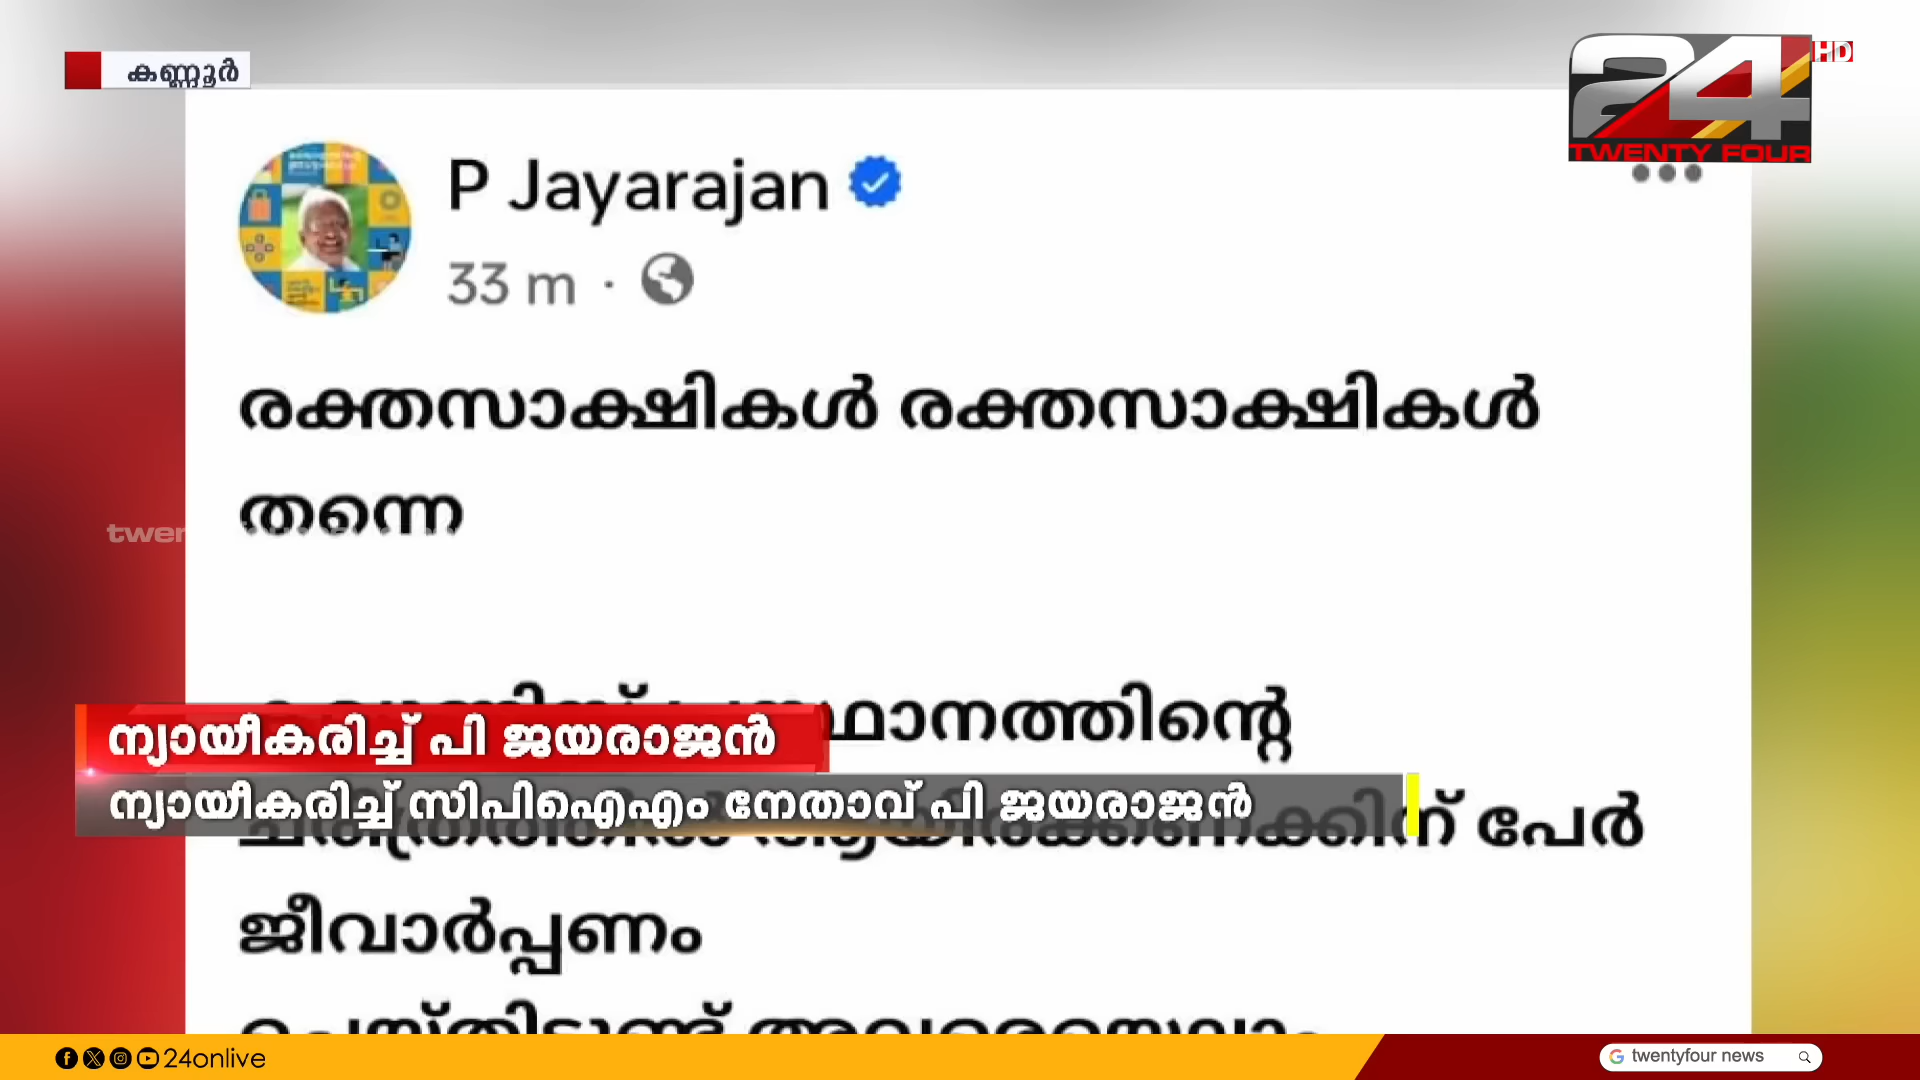 കണ്ണൂർ
24 HD
TWENTY FOUR
P Jayarajan
33 m ·
രക്തസാക്ഷികൾ രക്തസാക്ഷികൾ
തന്നെ
twen
ന്യായീകരിച്ച് പി ജയരാജൻ
ന്യായീകരിച്ച് സിപിഐഎം നേതാവ് പി ജയരാജൻ
പേർ
ജീവാർപ്പണം
24onlive
twentyfour news